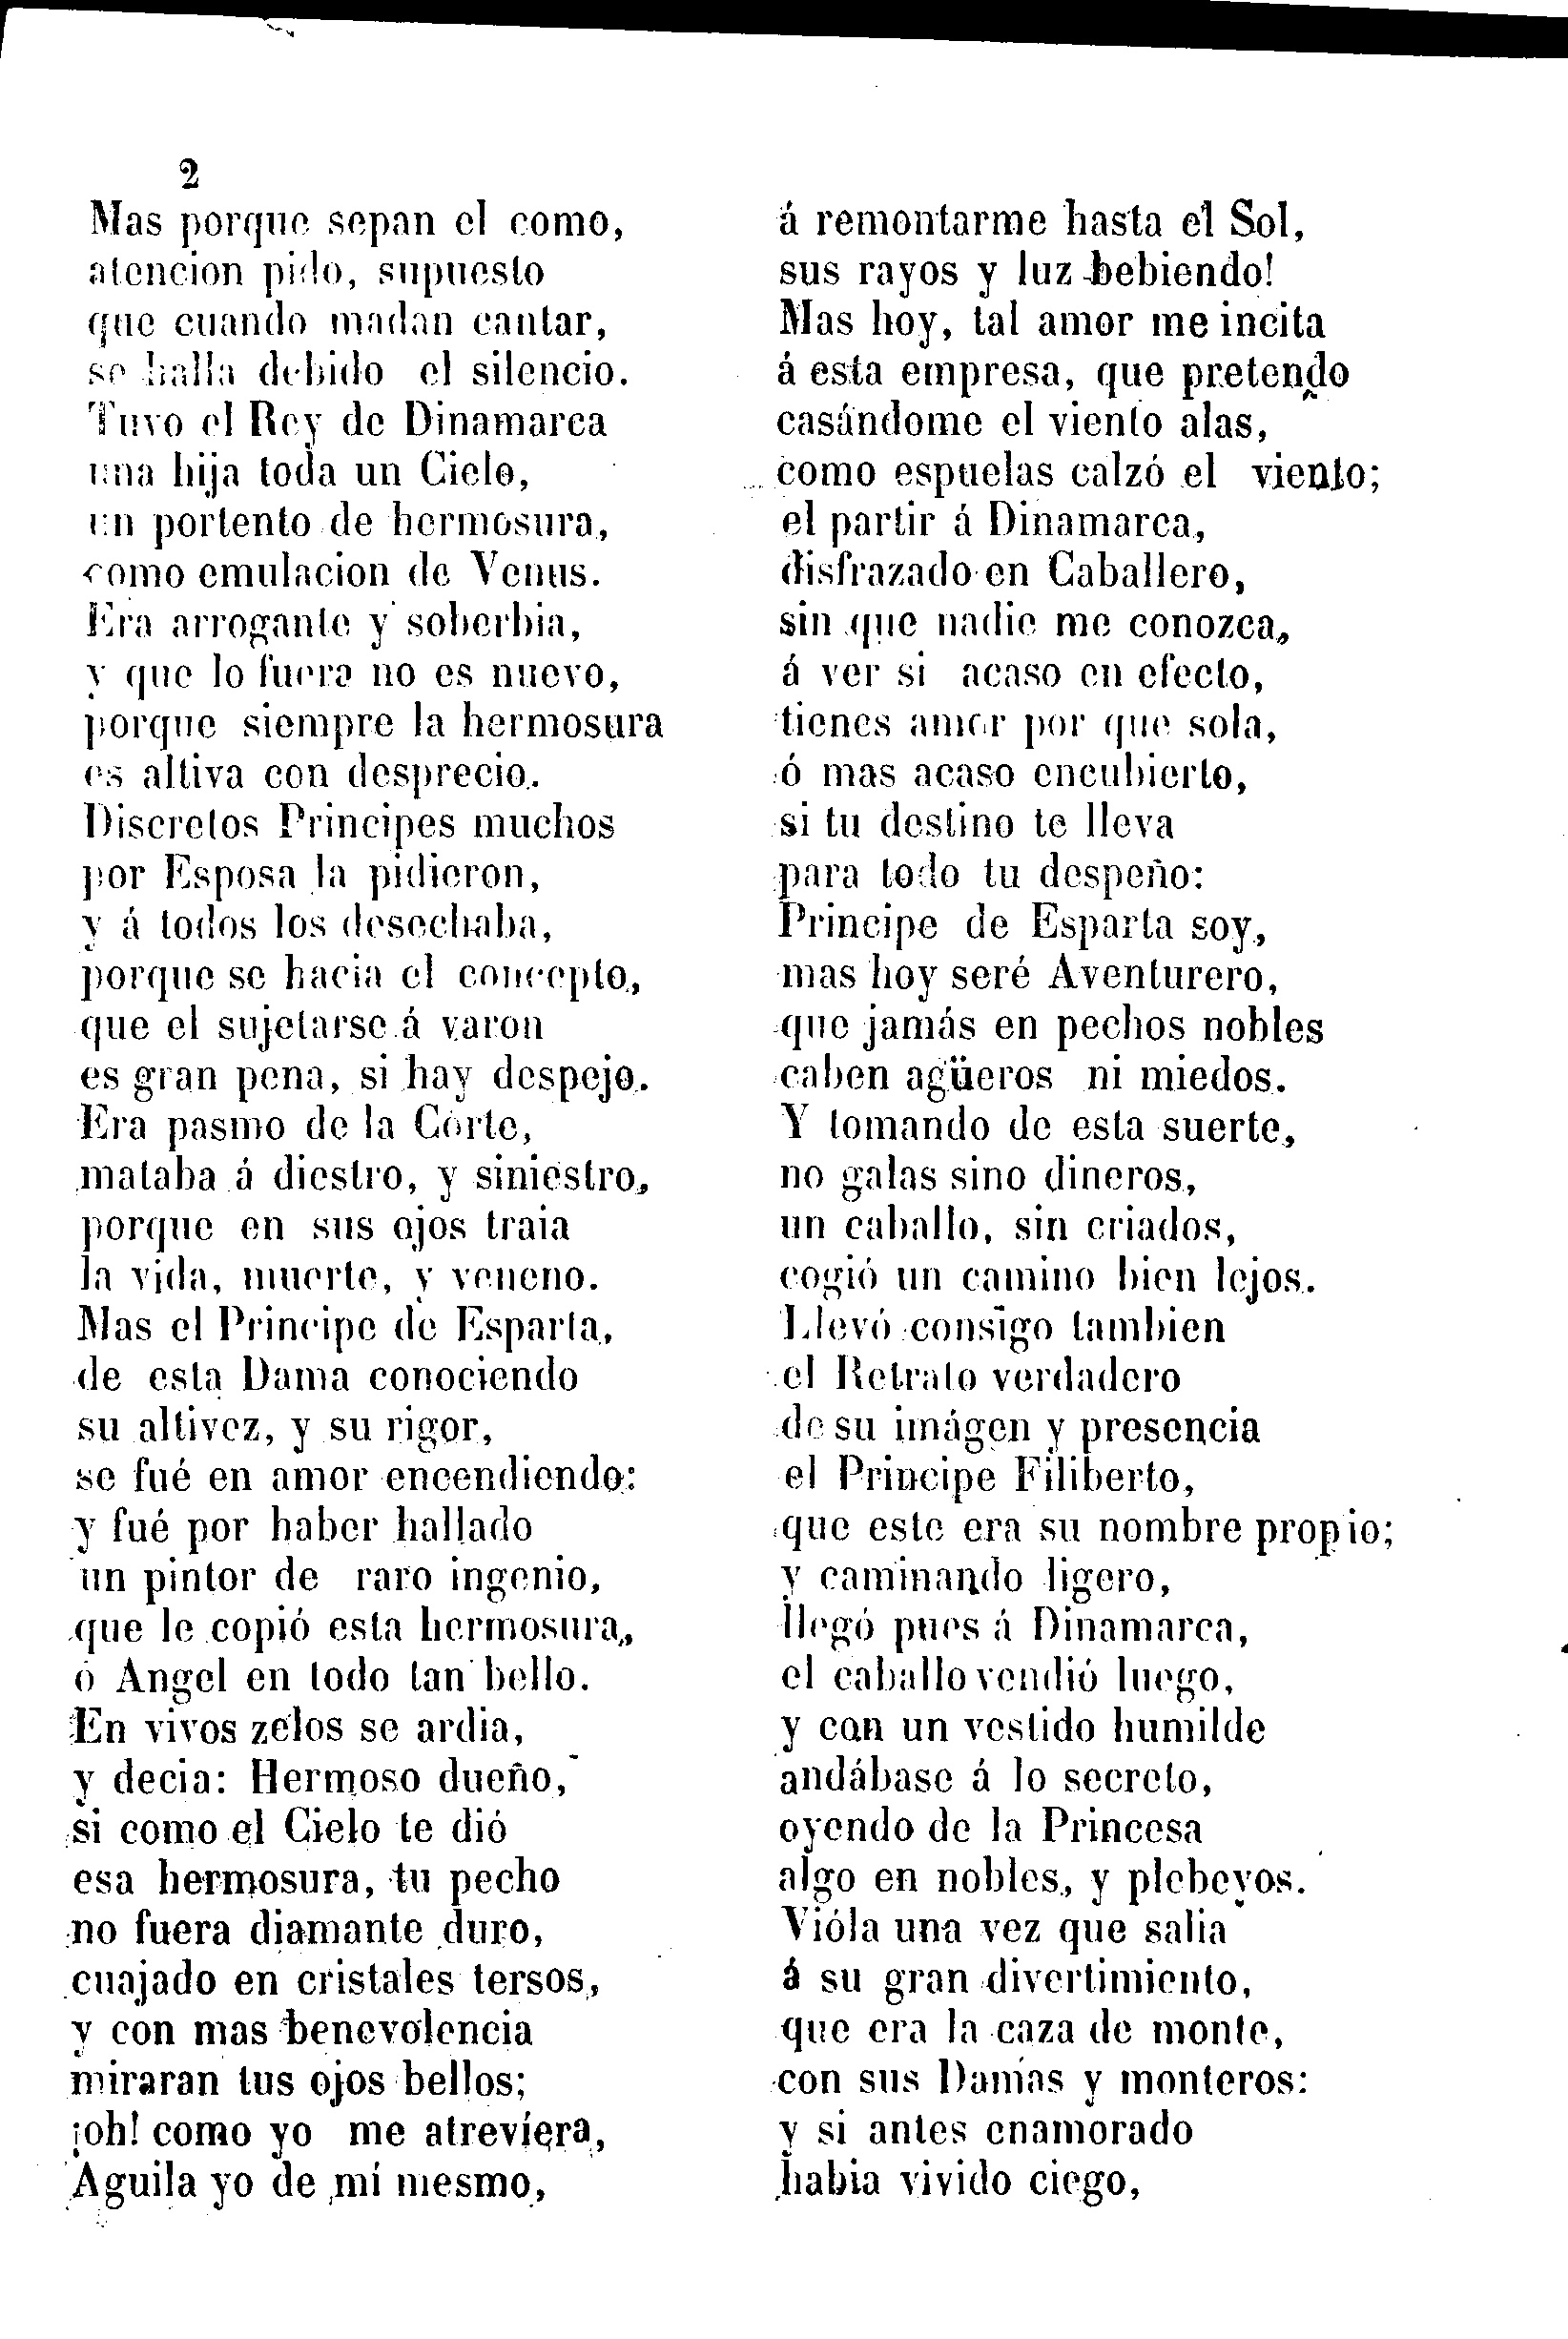 2
Mas porque sepan el como,
atencion pido, supuesto
que cuando madan cantar,
se halla debido el silencio.
Tuvo el Rey de Dinamarca
una hija toda un Cielo,
un portento de hermosura,
como emulacion de Venus.
Era arrogante y soberbia,
y que lo fuera no es nuevo,
porque siempre la hermosura
es altiva con desprecio.
Discretos Principes muchos
por Esposa la pidieron,
y á todos los desechaba,
porque se hacia el concepto,
que el sujetarse á varon
es gran pena, si hay despejo.
Era pasmo de la Córte,
mataba á diestro, y siniestro,
porque en sus ojos traia
la vida, muerte, y veneno.
Mas el Principe de Esparta,
de esta Dama conociendo
su altivez, y su rigor,
se fué en amor encendiendo:
y fué por haber hallado
un pintor de raro ingenio,
que le copió esta hermosura,
ó Angel en todo tan bello.
En vivos zelos se ardia,
y decia: Hermoso dueño,
si como el Cielo te dió
esa hermosura, tu pecho
no fuera diamante duro,
cuajado en cristales tersos,
y con mas benevolencia
miraran tus ojos bellos;
¡oh! como yo me atreviera,
Aguila yo de mí mesmo,
á remontarme hasta el Sol,
sus rayos y luz bebiendo!
Mas hoy, tal amor me incita
á esta empresa, que pretendo
casándome el viento alas,
como espuelas calzó el viento;
el partir á Dinamarca,
disfrazado en Caballero,
sin que nadie me conozca,
á ver si acaso en efecto,
tienes amor por que sola,
ó mas acaso encubierto,
si tu destino te lleva
para todo tu despeño:
Principe de Esparta soy,
mas hoy seré Aventurero,
que jamás en pechos nobles
caben agüeros ni miedos.
Y tomando de esta suerte,
no galas sino dineros,
un caballo, sin criados,
cogió un camino bien lejos.
Llevó consigo tambien
el Retrato verdadero
de su imágen y presencia
el Principe Filiberto,
que este era su nombre propio;
y caminando ligero,
llegó pues á Dinamarca,
el caballo vendió luego,
y con un vestido humilde
andábase á lo secreto,
oyendo de la Princesa
algo en nobles, y plebeyos.
Vióla una vez que salia
á su gran divertimiento,
que era la caza de monte,
con sus Damas y monteros:
y si antes enamorado
habia vivido ciego,